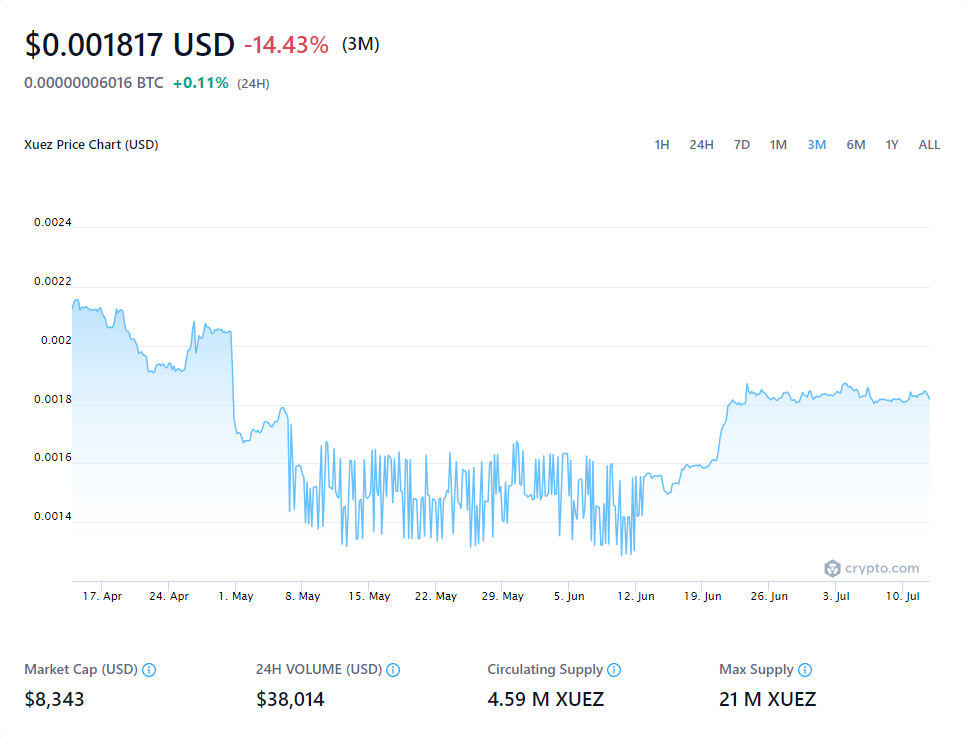 $0.001817 USD -14.43% (3M)
0.00000006016 BTC +0.11% (24H)
Xuez Price Chart (USD) 1H 24H 7D 1M 3M 6M 1Y ALL
0.0024
0.0022
0.002
0.0018
0.0016
0.0014
crypto.com
17. Apr 24. Apr 1. May 8. May 15. May 22. May 29. May 5. Jun 12. Jun 19. Jun 26. Jun 3. Jul 10. Jul
Market Cap (USD) 24H VOLUME (USD) Circulating Supply Max Supply
$8,343 $38,014 4.59 M XUEZ 21 M XUEZ